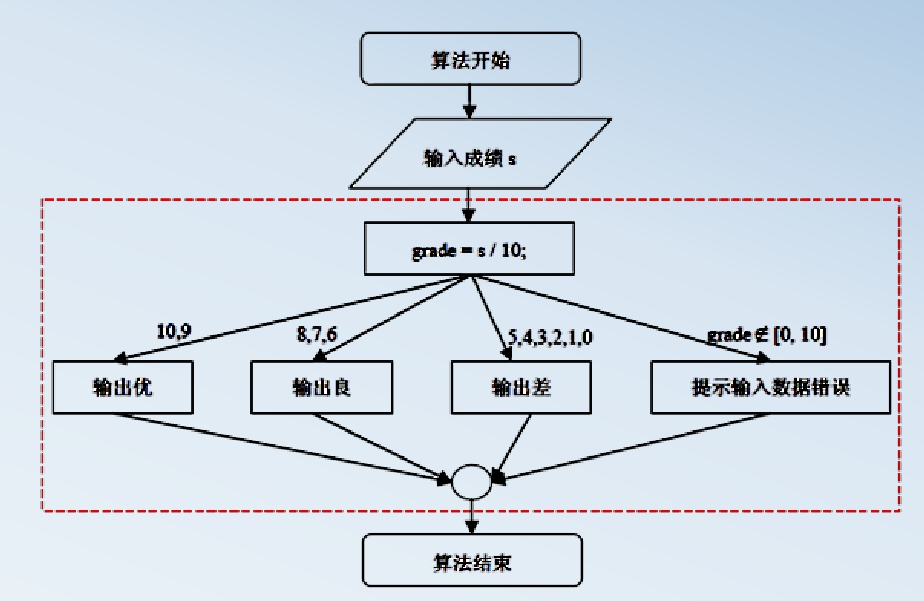 算法开始
输入成绩 s
grade = s / 10;
10,9
8,7,6
5,4,3,2,1,0
grade ∉ [0, 10]
输出优
输出良
输出差
提示输入数据错误
算法结束